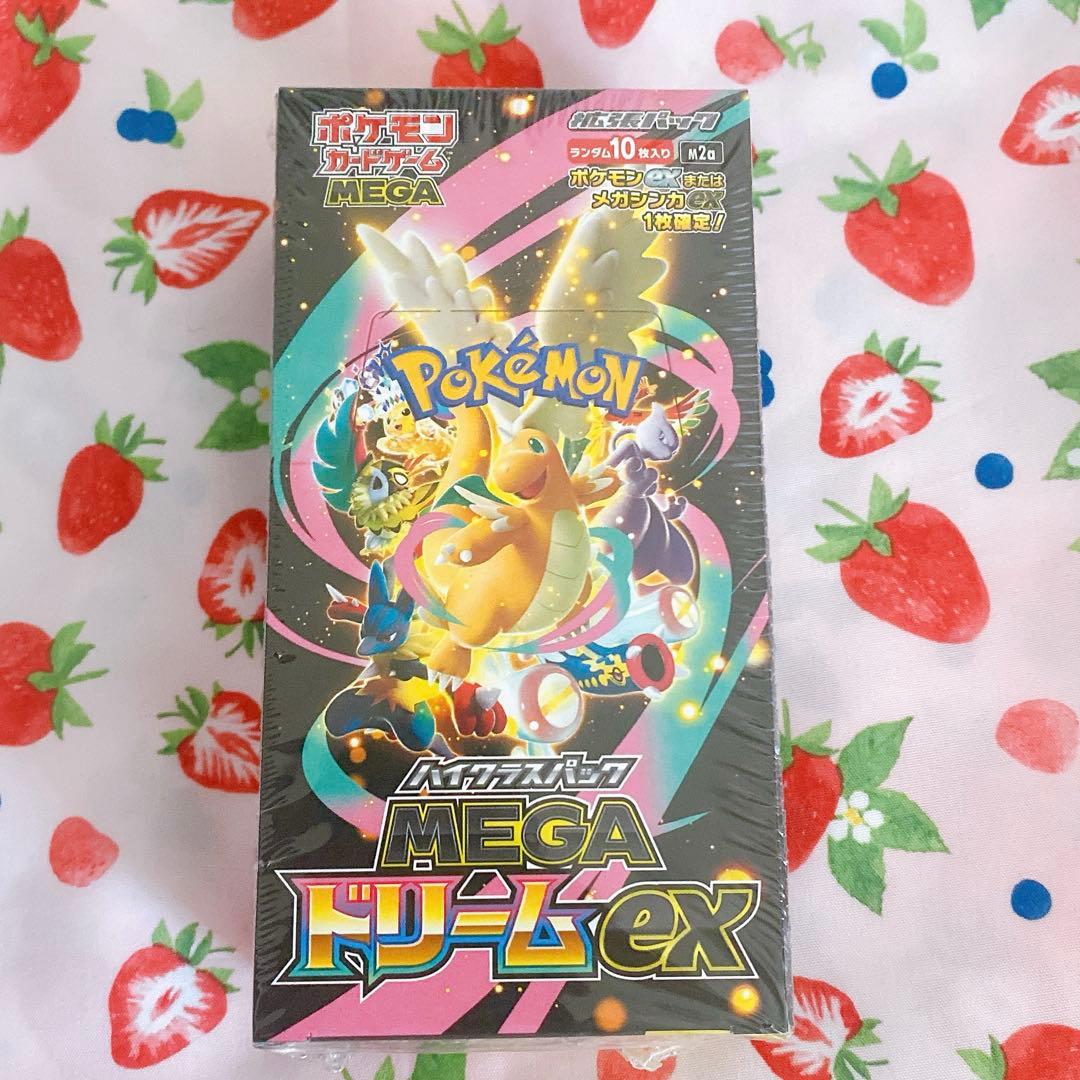 ポケモン
カードゲーム
MEGA
拡張パック
ランダム10枚入り M2a
ポケモンexまたは
メガシンカex
1枚確定!
POKéMON
ハイクラスパック
MEGA
ドリームex